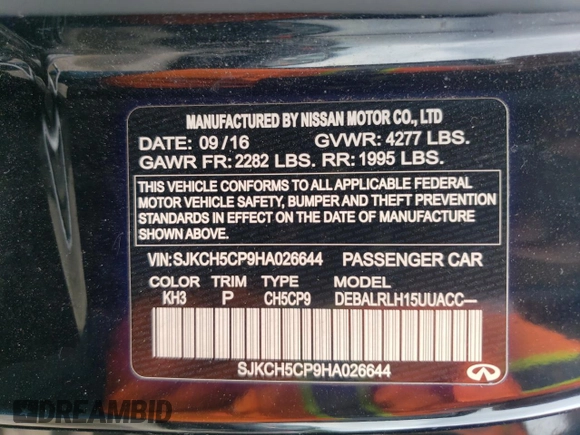 MANUFACTURED BY NISSAN MOTOR CO., LTD
DATE: 09 / 16 GVWR: 4277 LBS.
GAWR FR: 2282 LBS. RR: 1995 LBS.
THIS VEHICLE CONFORMS TO ALL APPLICABLE FEDERAL
MOTOR VEHICLE SAFETY, BUMPER AND THEFT PREVENTION
STANDARDS IN EFFECT ON THE DATE OF MANUFACTURE
SHOWN ABOVE.
VIN: SJKCH5CP9HA026644 PASSENGER CAR
COLOR TRIM TYPE MODEL
KH3 P CH5CP9 DEBALRLH15UUACC---
SJKCH5CP9HA026644
DREAMBID